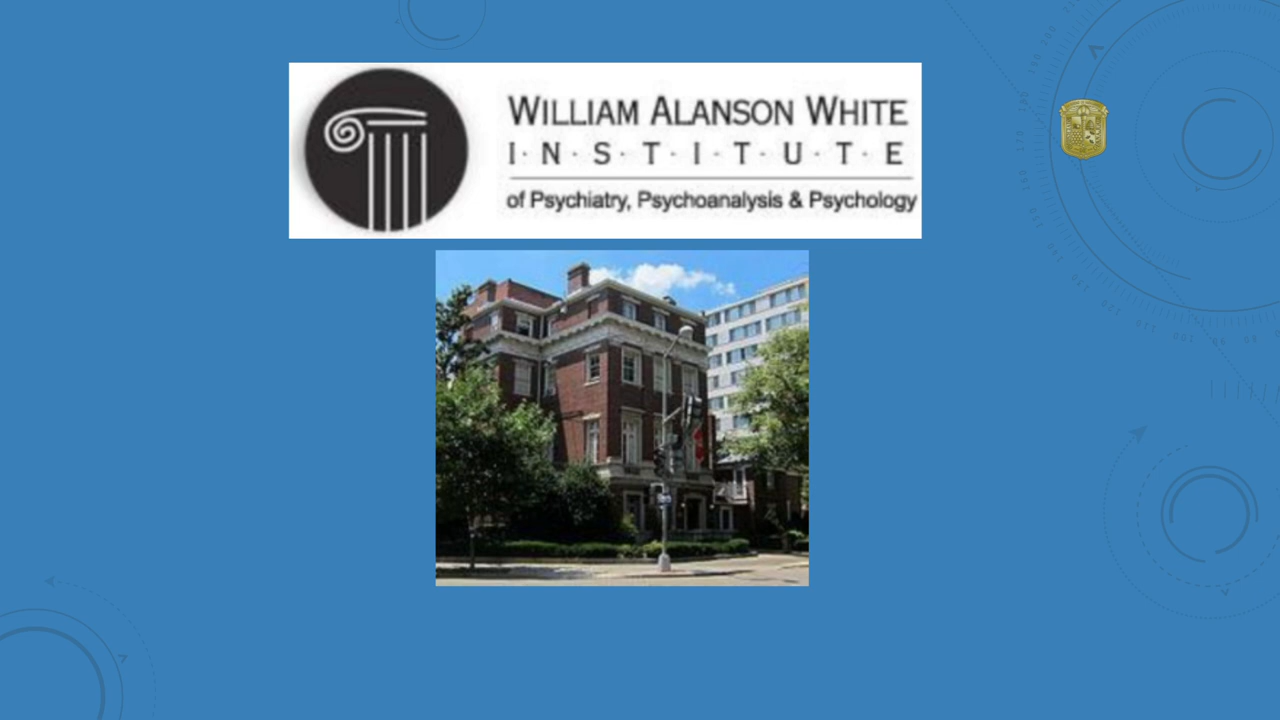 WILLIAM ALANSON WHITE
I·N·S·T·I·T·U·T·E
of Psychiatry, Psychoanalysis & Psychology